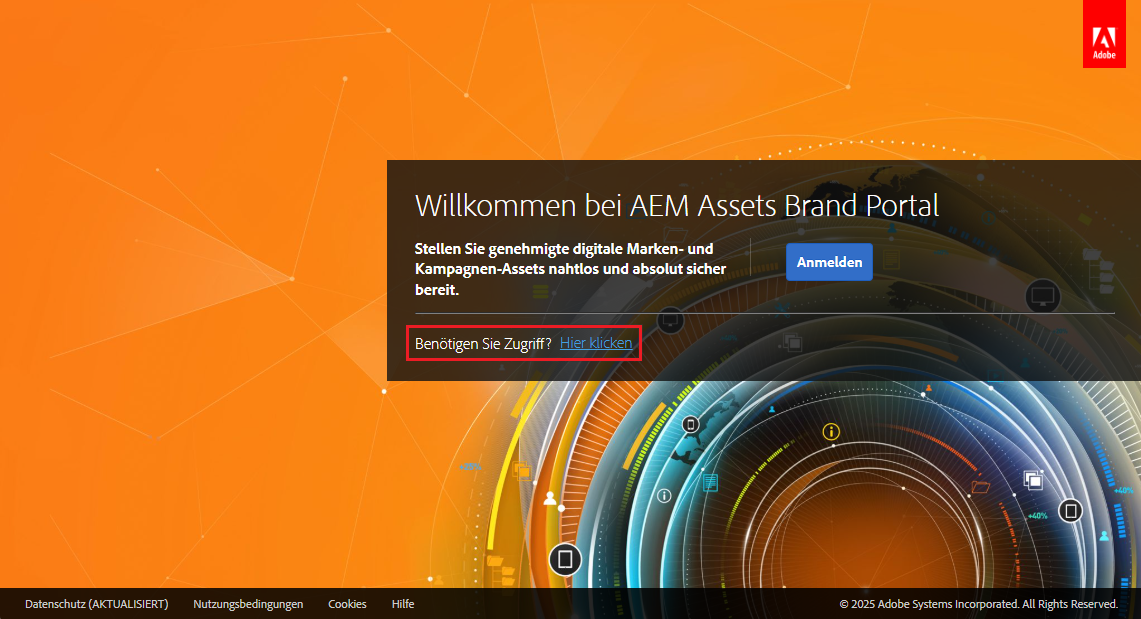 Adobe
Willkommen bei AEM Assets Brand Portal
Stellen Sie genehmigte digitale Marken- und
Kampagnen-Assets nahtlos und absolut sicher
bereit.
Anmelden
Benötigen Sie Zugriff? Hier klicken
+40%
+40%
Datenschutz (AKTUALISIERT) Nutzungsbedingungen Cookies Hilfe © 2025 Adobe Systems Incorporated. All Rights Reserved.